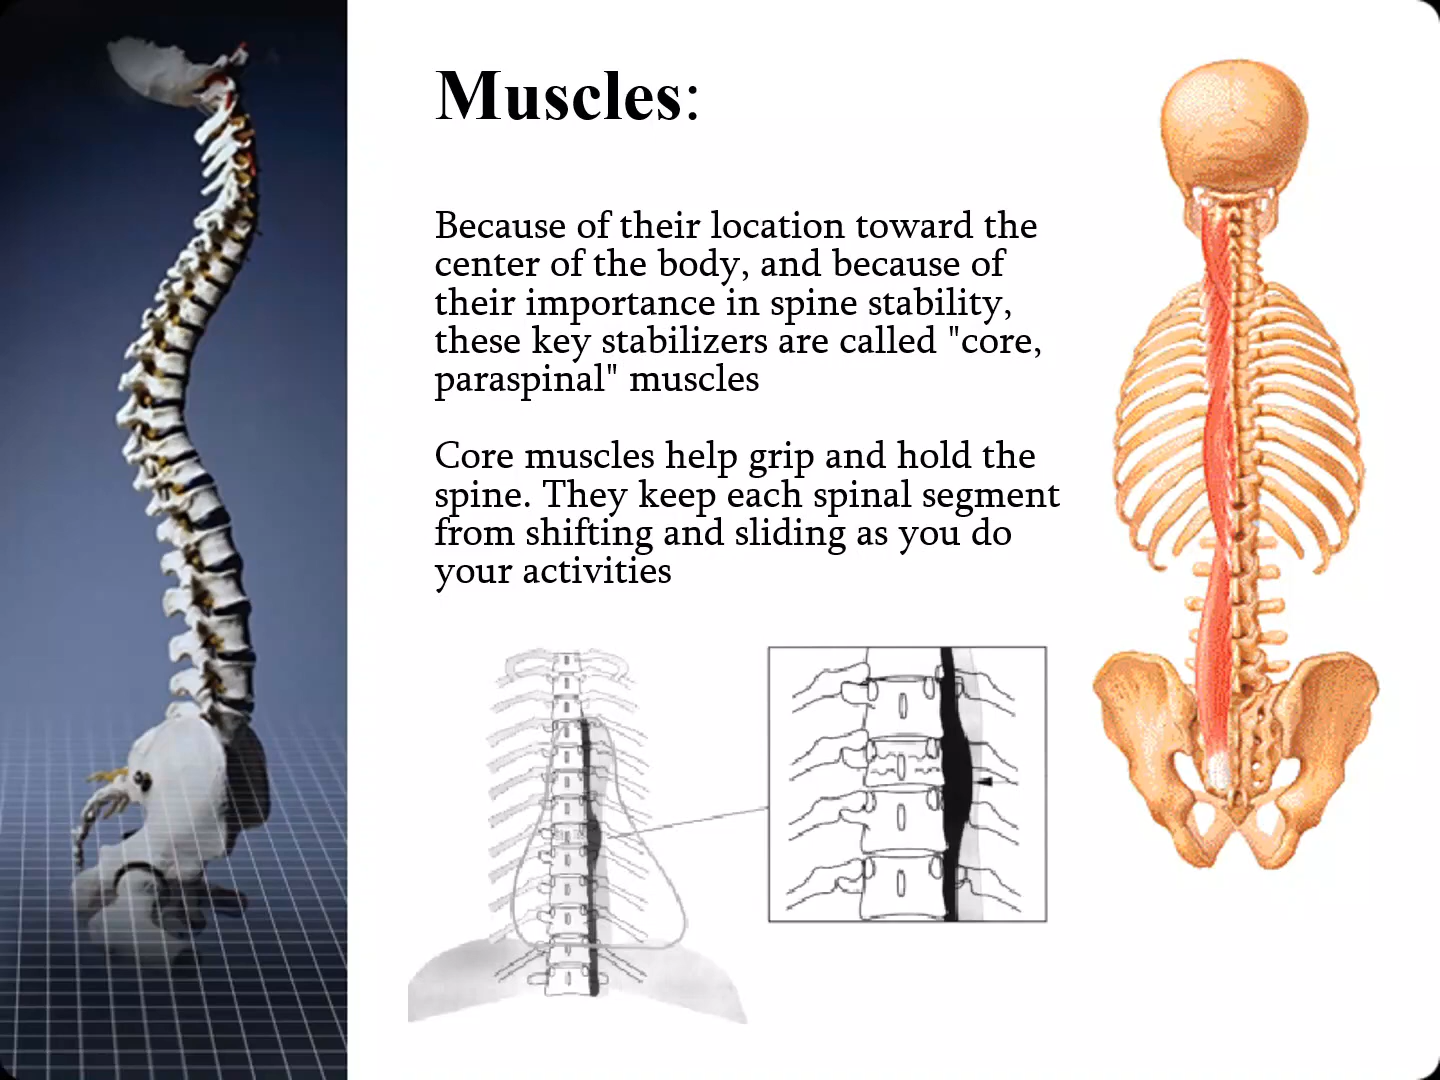 Muscles:
Because of their location toward the
center of the body, and because of
their importance in spine stability,
these key stabilizers are called "core,
paraspinal" muscles
Core muscles help grip and hold the
spine. They keep each spinal segment
from shifting and sliding as you do
your activities